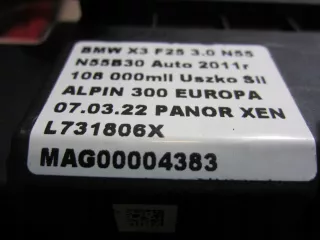 BMW X3 F25 3.0 N55
N55B30 Auto 2011r
108 000mil Uszko Sil
ALPIN 300 EUROPA
07.03.22 PANOR XEN
L731806X
MAG00004383